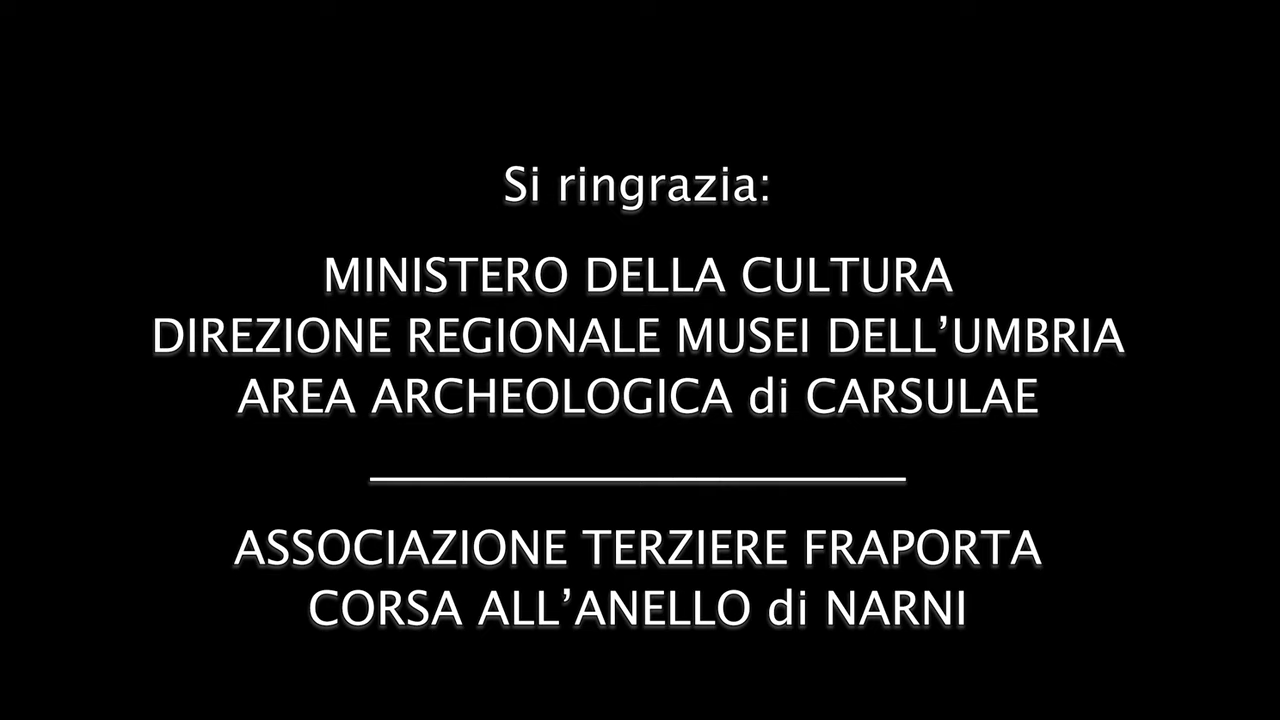 Si ringrazia:
MINISTERO DELLA CULTURA
DIREZIONE REGIONALE MUSEI DELL’UMBRIA
AREA ARCHEOLOGICA di CARSULAE
ASSOCIAZIONE TERZIERE FRAPORTA
CORSA ALL’ANELLO di NARNI